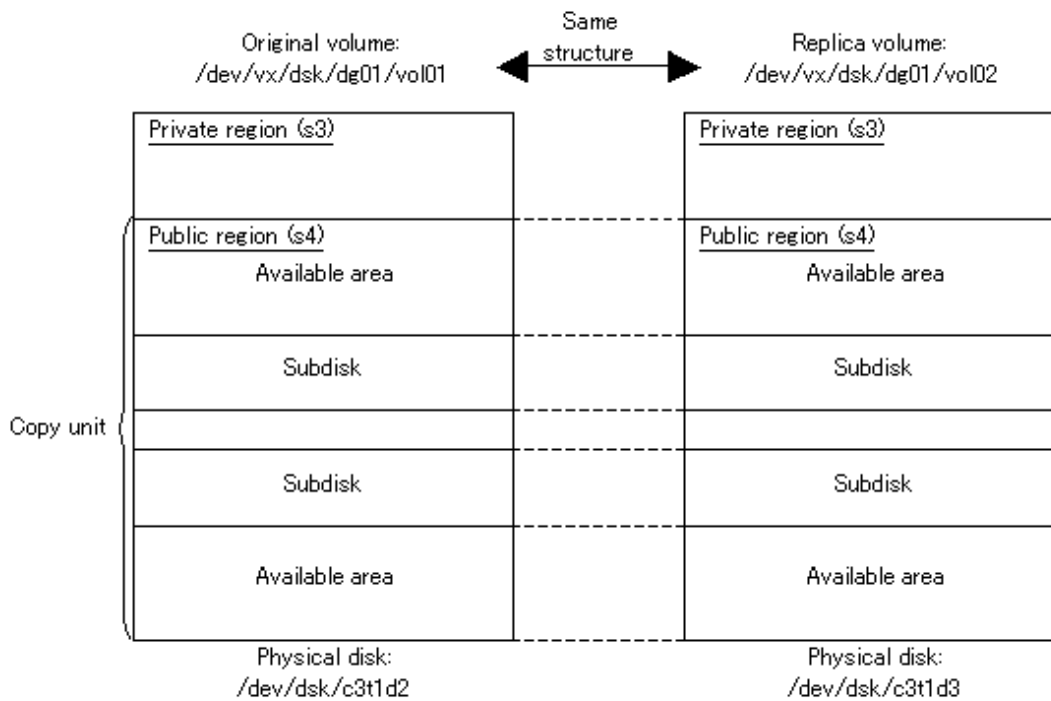 Original volume:
/dev/vx/dsk/dg01/vol01
Same
structure
Replica volume:
/dev/vx/dsk/dg01/vol02
Private region (s3)
Private region (s3)
Public region (s4)
Available area
Public region (s4)
Available area
Subdisk
Subdisk
Copy unit
Subdisk
Subdisk
Available area
Available area
Physical disk:
/dev/dsk/c3t1d2
Physical disk:
/dev/dsk/c3t1d3